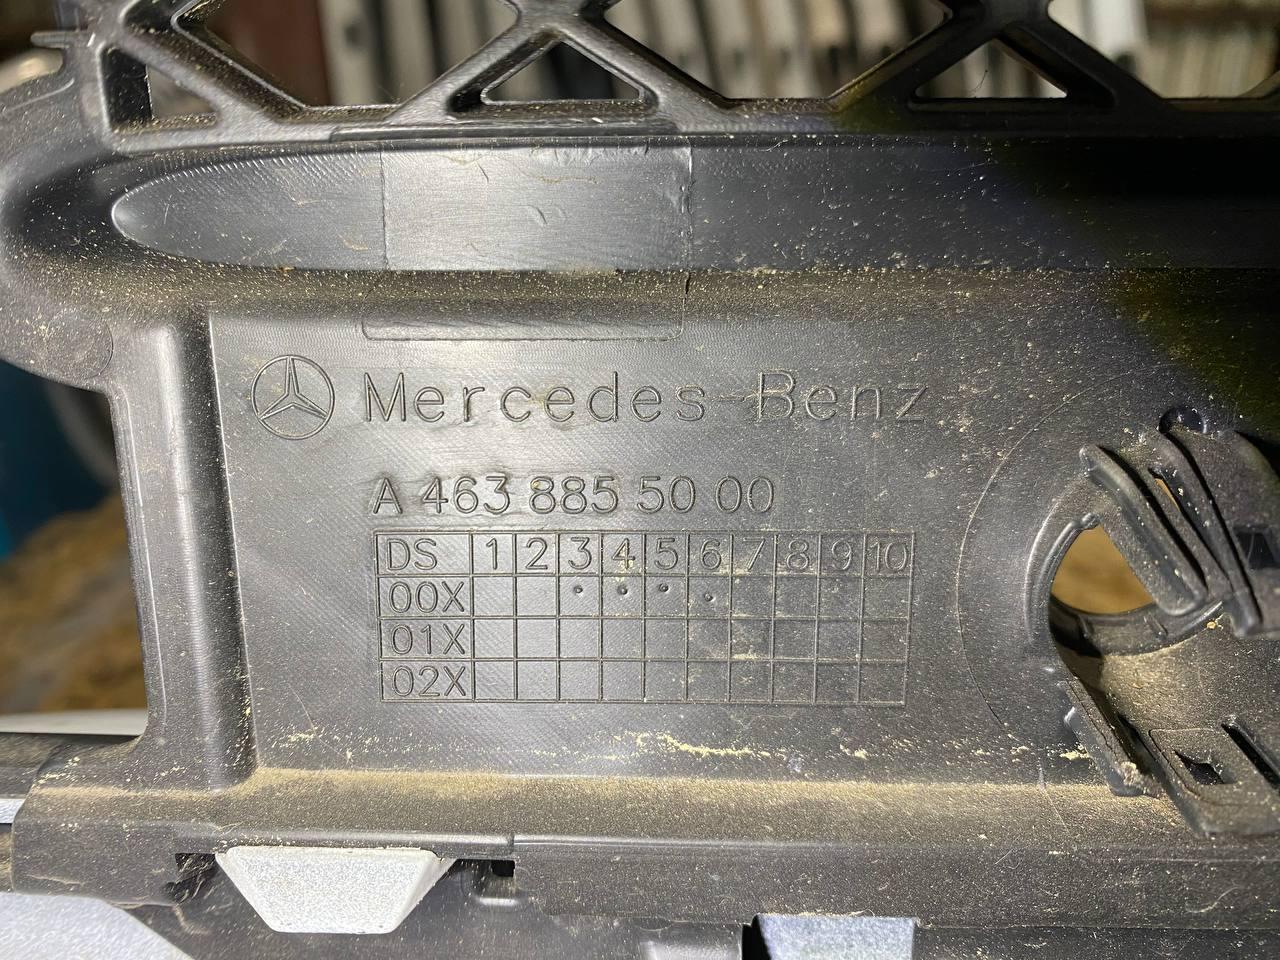 Mercedes-Benz
A 463 885 50 00
DS 1 2 3 4 5 6 7 8 9 10
00X
01X
02X